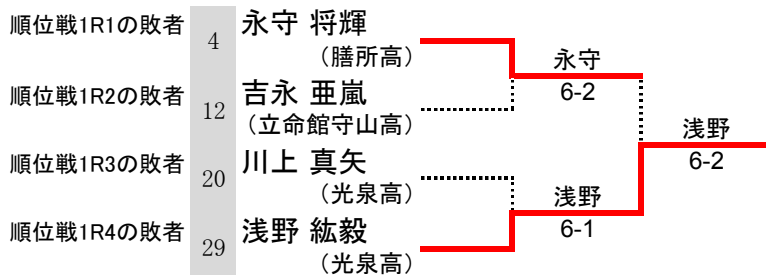 順位戦1R1の敗者 4 永守 将輝
（膳所高）
永守
6-2
順位戦1R2の敗者 12 吉永 亜嵐
（立命館守山高）
浅野
6-2
順位戦1R3の敗者 20 川上 真矢
（光泉高）
浅野
6-1
順位戦1R4の敗者 29 浅野 紘毅
（光泉高）